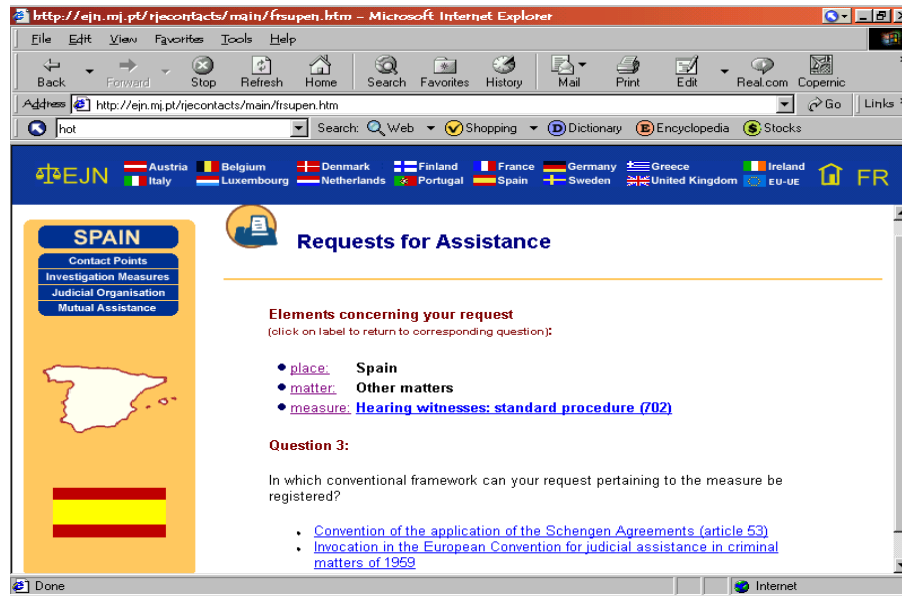 http://ejn.mj.pt/rjecontacts/main/frsupen.htm - Microsoft Internet Explorer
File Edit View Favorites Tools Help
Back Forward Stop Refresh Home Search Favorites History Mail Print Edit Real.com Copernic
Address http://ejn.mj.pt/rjecontacts/main/frsupen.htm Go Links
hot Search: Web Shopping Dictionary Encyclopedia Stocks
EJN Austria Belgium Denmark Finland France Germany Greece Ireland FR
Italy Luxembourg Netherlands Portugal Spain Sweden United Kingdom EU-UE
SPAIN
Contact Points
Investigation Measures
Judicial Organisation
Mutual Assistance
Requests for Assistance
Elements concerning your request
(click on label to return to corresponding question):
place: Spain
matter: Other matters
measure: Hearing witnesses: standard procedure (702)
Question 3:
In which conventional framework can your request pertaining to the measure be
registered?
Convention of the application of the Schengen Agreements (article 53)
Invocation in the European Convention for judicial assistance in criminal
matters of 1959
Done Internet